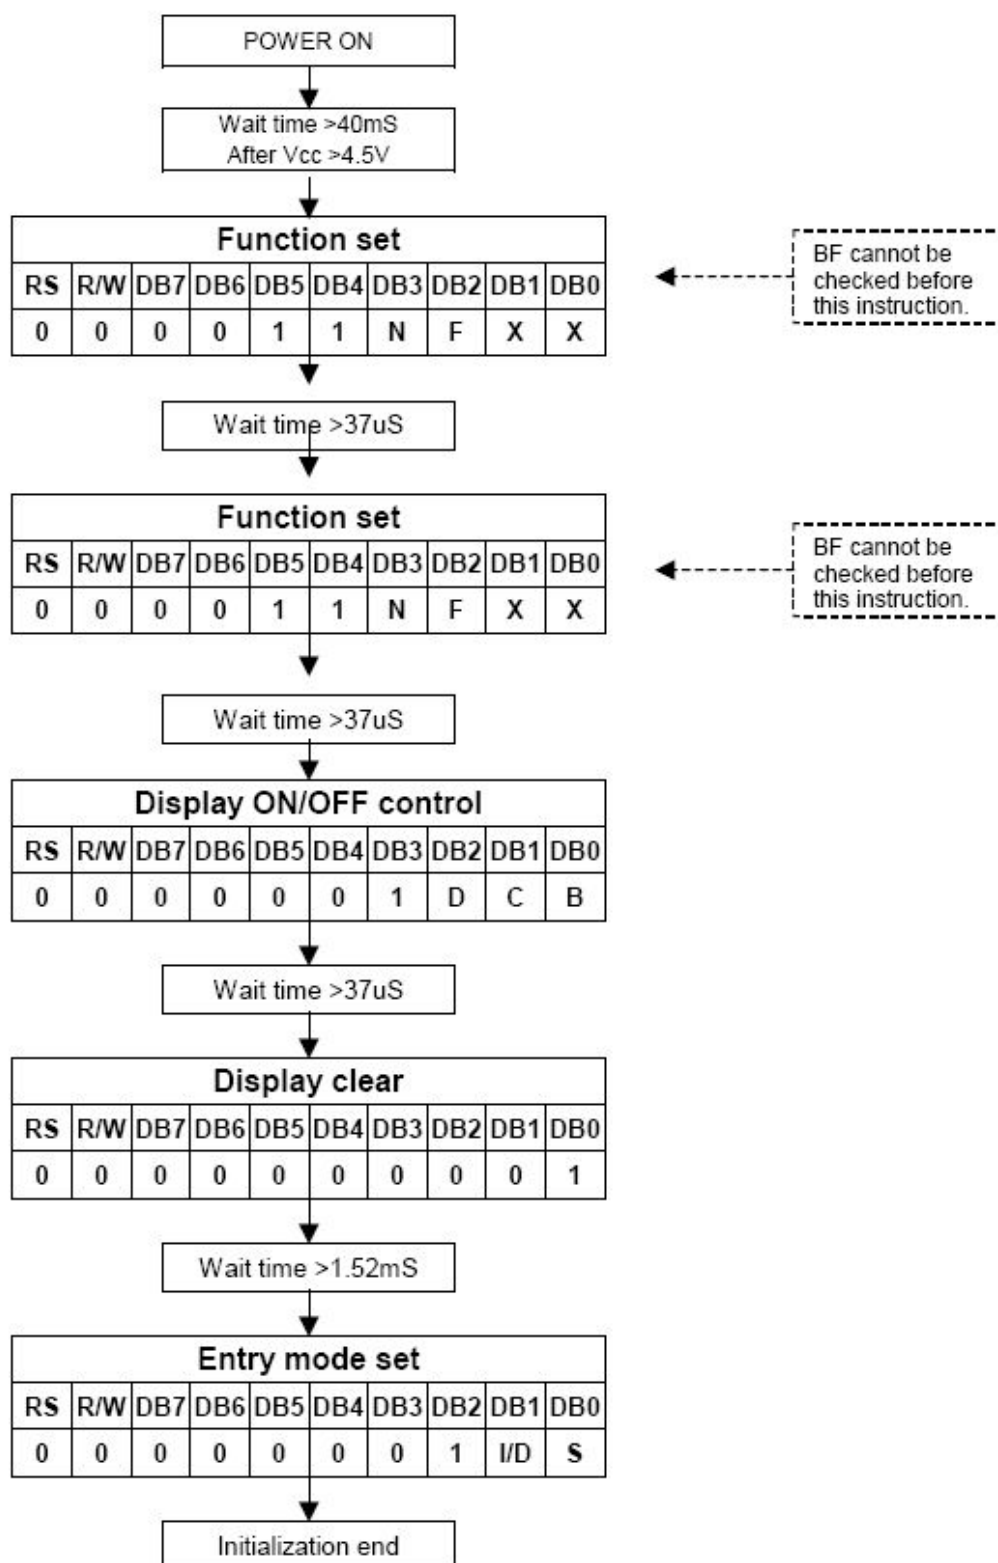 POWER ON
Wait time >40mS
After Vcc >4.5V
Function set
RS R/W DB7 DB6 DB5 DB4 DB3 DB2 DB1 DB0
0 0 0 0 1 1 N F X X
BF cannot be
checked before
this instruction.
Wait time >37uS
Function set
RS R/W DB7 DB6 DB5 DB4 DB3 DB2 DB1 DB0
0 0 0 0 1 1 N F X X
BF cannot be
checked before
this instruction.
Wait time >37uS
Display ON/OFF control
RS R/W DB7 DB6 DB5 DB4 DB3 DB2 DB1 DB0
0 0 0 0 0 0 1 D C B
Wait time >37uS
Display clear
RS R/W DB7 DB6 DB5 DB4 DB3 DB2 DB1 DB0
0 0 0 0 0 0 0 0 0 1
Wait time >1.52mS
Entry mode set
RS R/W DB7 DB6 DB5 DB4 DB3 DB2 DB1 DB0
0 0 0 0 0 0 0 1 I/D S
Initialization end